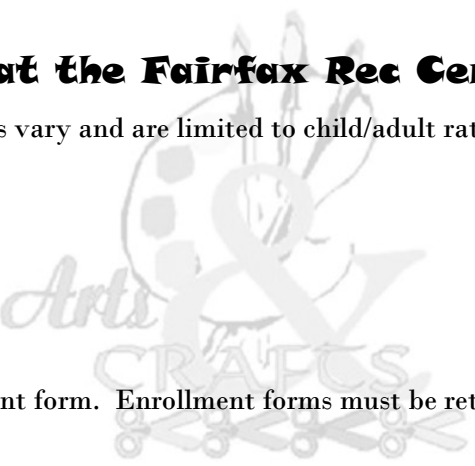 at the Fairfax Rec Cen
s vary and are limited to child/adult rat
Arts
&
CRAFTS
nt form.  Enrollment forms must be ret